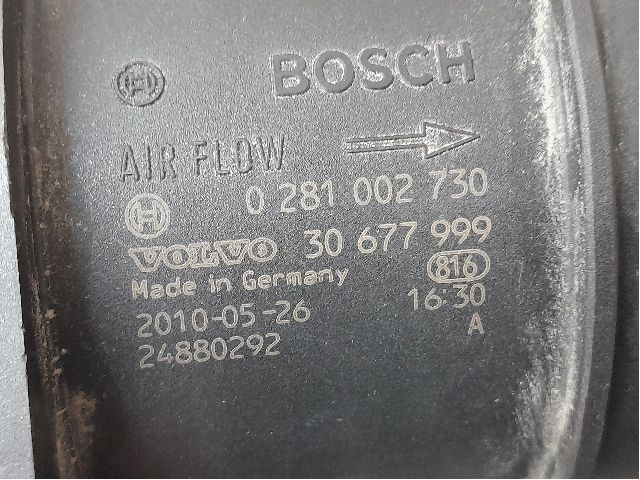 BOSCH
AIR FLOW
0 281 002 730
VOLVO 30 677 999
Made in Germany 816
2010-05-26 16:30
24880292 A